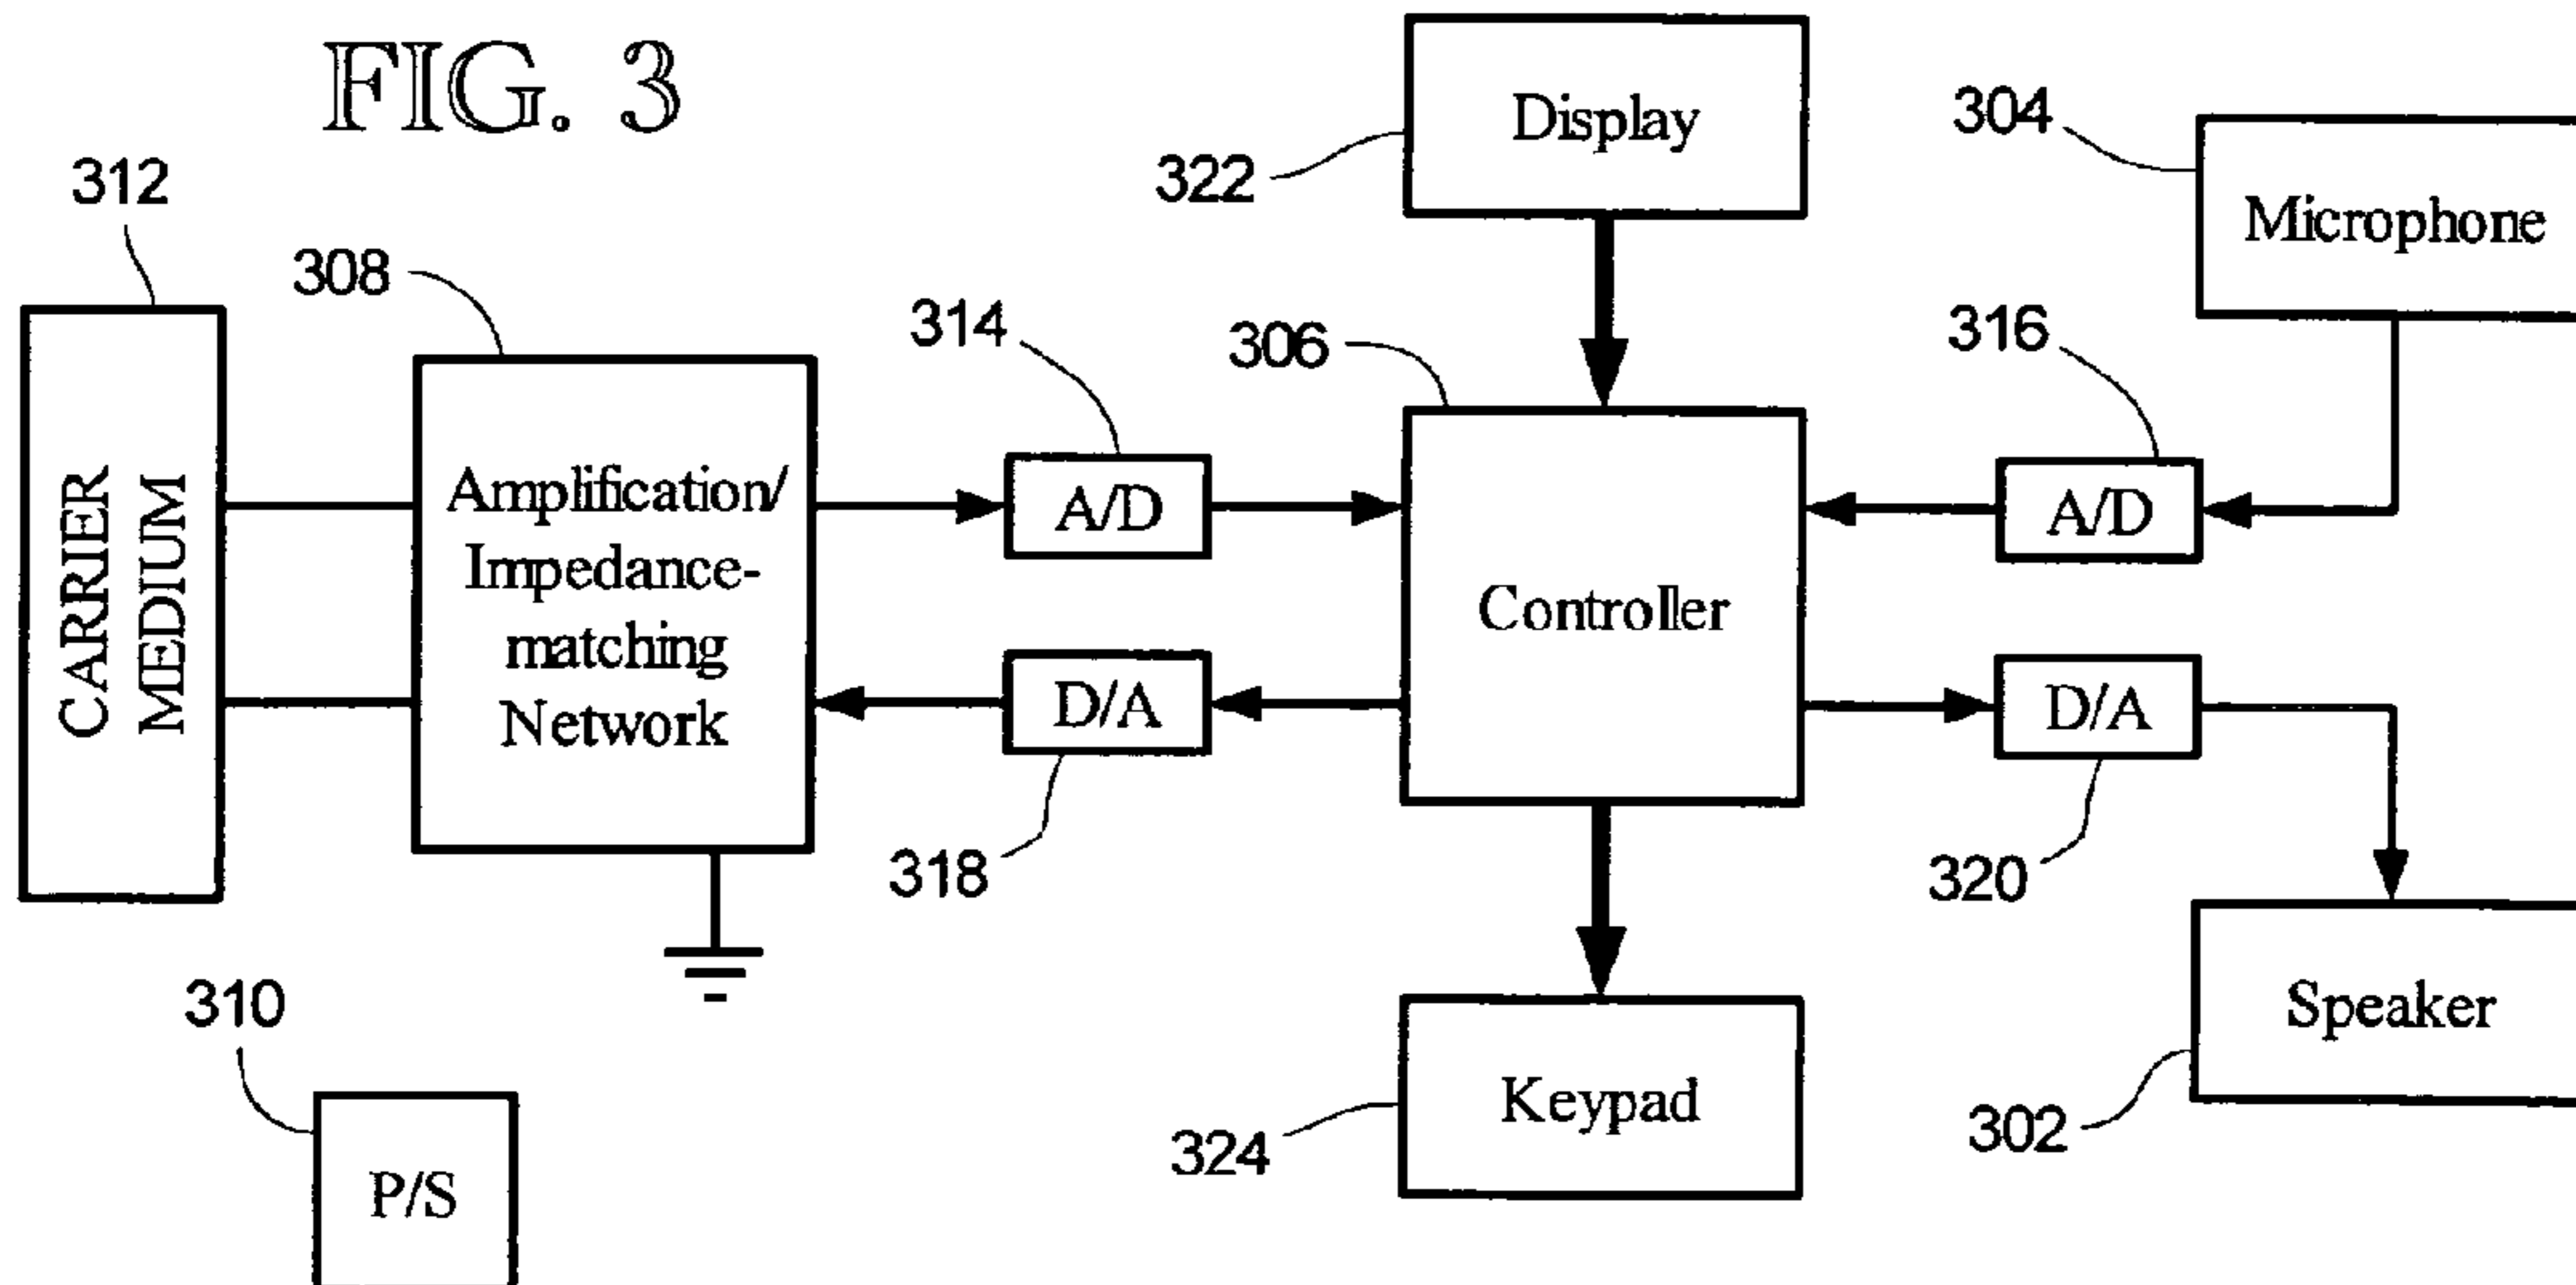 FIG. 3
312
308
314
322
Display
306
304
Microphone
316
CARRIER
MEDIUM
Amplification/
Impedance-
matching
Network
A/D
Controller
A/D
D/A
318
D/A
320
310
P/S
Keypad
324
Speaker
302